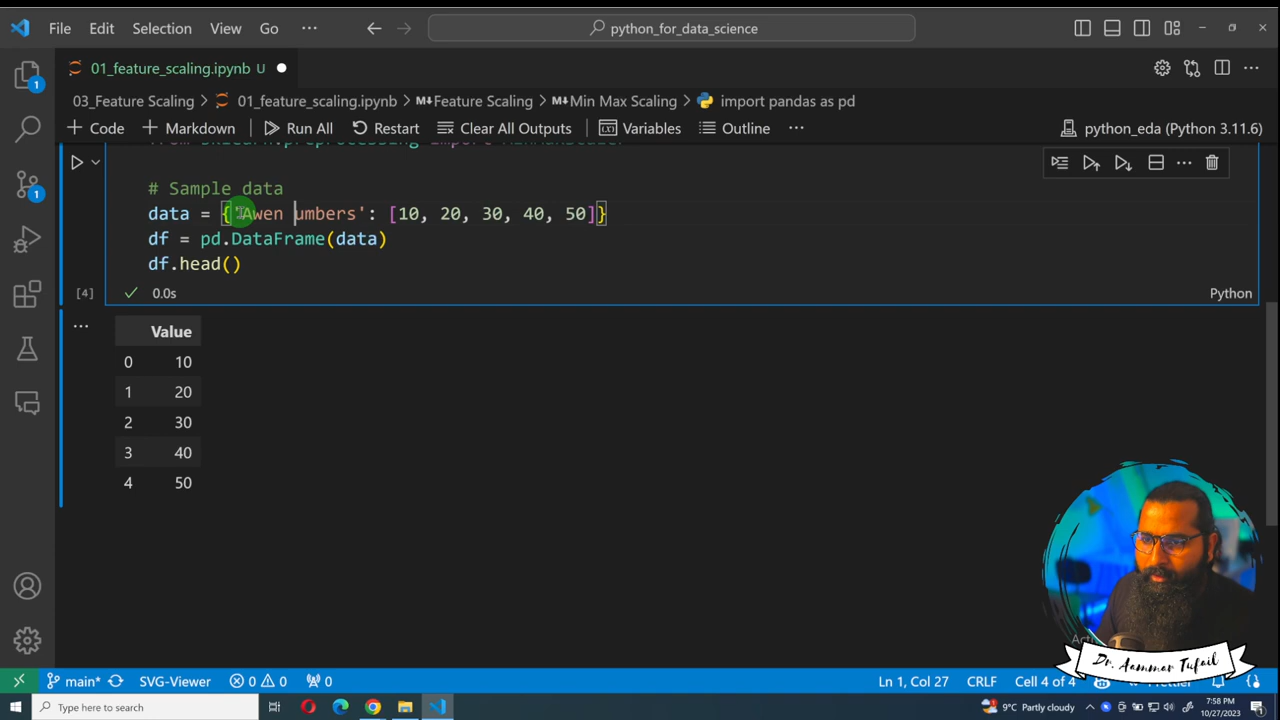 File Edit Selection View Go ··· python_for_data_science
01_feature_scaling.ipynb U
03_Feature Scaling > 01_feature_scaling.ipynb > M↓Feature Scaling > M↓Min Max Scaling > import pandas as pd
+ Code + Markdown Run All Restart Clear All Outputs Variables Outline ··· python_eda (Python 3.11.6)
# Sample data
data = {'Awen umbers': [10, 20, 30, 40, 50]}
df = pd.DataFrame(data)
df.head()
[4] 0.0s Python
Value
0 10
1 20
2 30
3 40
4 50
Dr. Aammar Tufail
main* SVG-Viewer 0 0 0 Ln 1, Col 27 CRLF Cell 4 of 4
Type here to search 9°C Partly cloudy 7:58 PM
10/27/2023
1
1